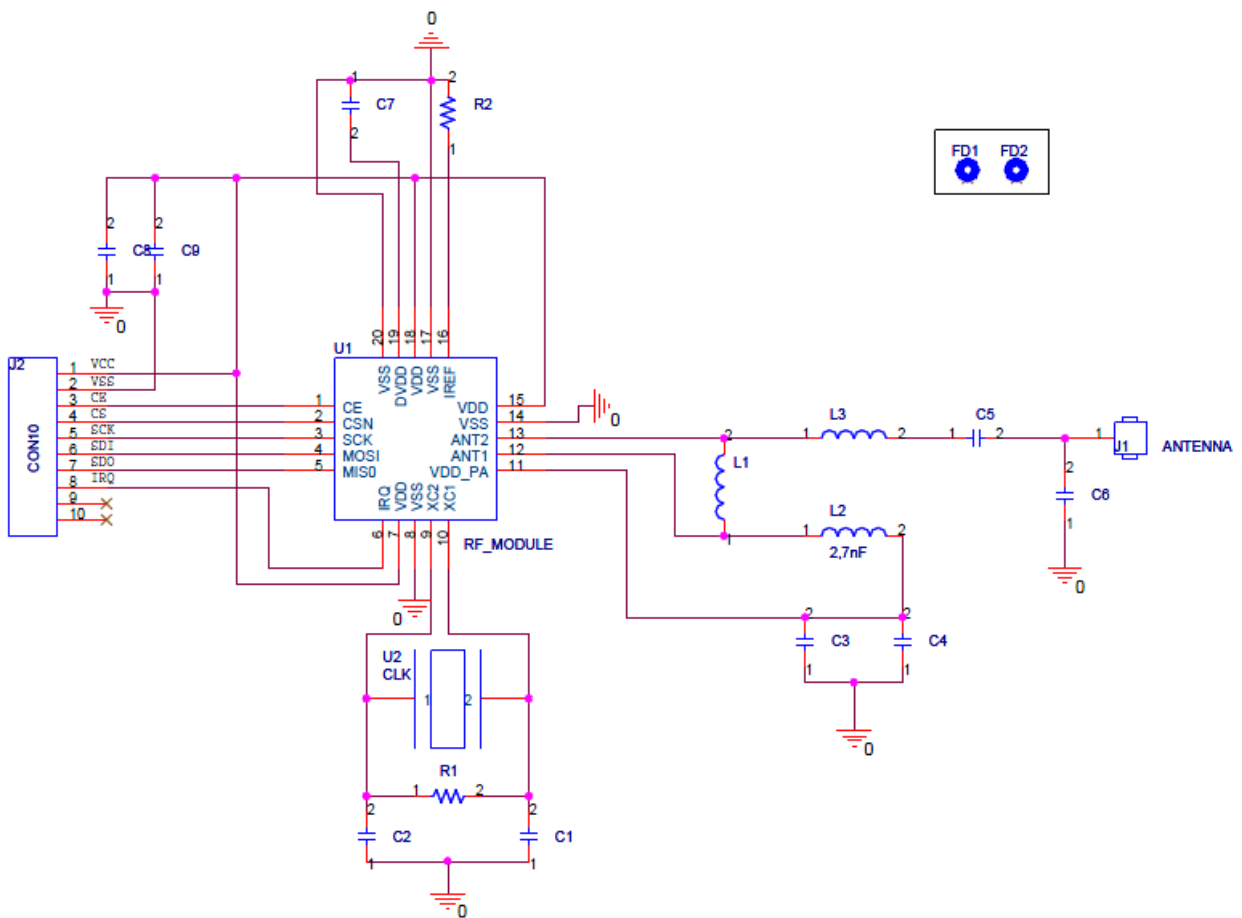 0
1
2
C7
R2
2
1
FD1 FD2
2
2
C8
C9
1
1
0
20
19
18
17
16
U1
J2
CON10
1 VCC
2 VSS
3 CE
4 CS
5 SCK
6 SDI
7 SDO
8 IRQ
9
10
VSS
DVDD
VDD
VSS
IREF
1 CE
2 CSN
3 SCK
4 MOSI
5 MIS0
VDD 15
VSS 14
ANT2 13
ANT1 12
VDD_PA 11
IRQ
VDD
VSS
XC2
XC1
6
7
8
9
10
RF_MODULE
0
0
2
L1
1
L3
1 2
C5
1 2
1
J1
ANTENNA
2
C6
1
0
L2
1 2
2,7nF
2
C3
1
2
C4
1
0
U2
CLK
1 2
R1
1 2
2
C2
1
2
C1
1
0